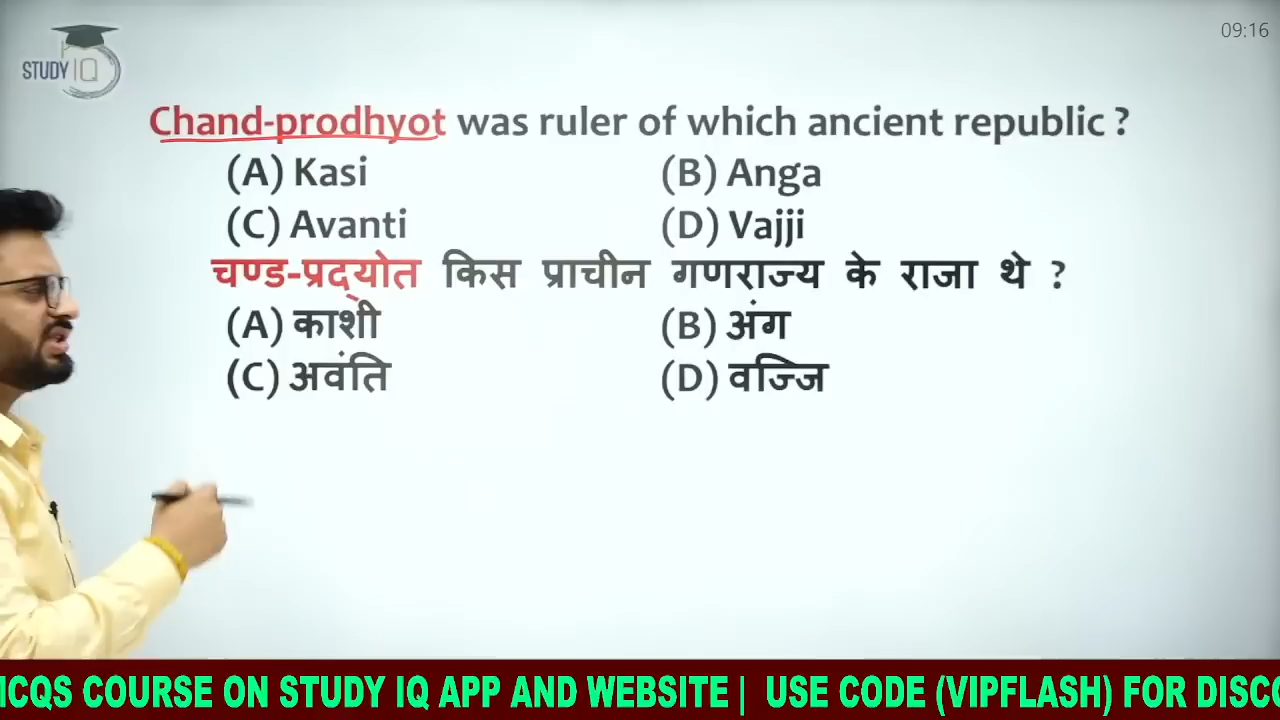 09:16
STUDY IQ
Chand-prodhyot was ruler of which ancient republic ?
(A) Kasi (B) Anga
(C) Avanti (D) Vajji
चण्ड-प्रद्योत किस प्राचीन गणराज्य के राजा थे ?
(A) काशी (B) अंग
(C) अवंति (D) वज्जि
ICQS COURSE ON STUDY IQ APP AND WEBSITE | USE CODE (VIPFLASH) FOR DISC